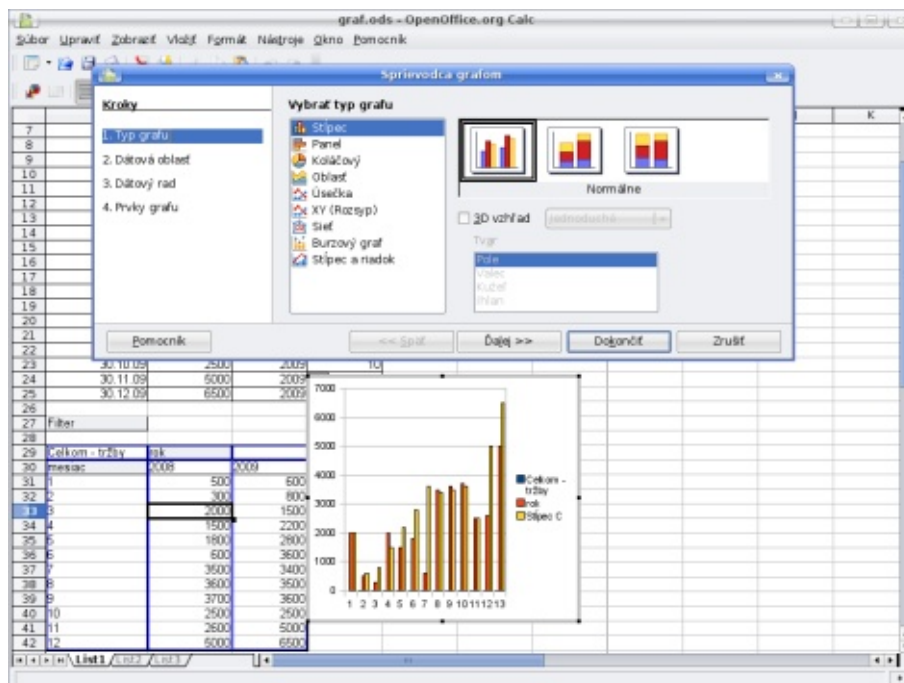 graf.ods - OpenOffice.org Calc
Súbor Upraviť Zobraziť Vložiť Formát Nástroje Okno Pomocník
Sprievodca grafom
Kroky
1. Typ grafu
2. Dátová oblasť
3. Dátový rad
4. Prvky grafu
Vybrať typ grafu
Stĺpec
Panel
Koláčový
Oblasť
Úsečka
XY (Rozsyp)
Sieť
Burzový graf
Stĺpec a riadok
Normálne
3D vzhľad
Jednoduché
Tvar
Pole
Valec
Kužeľ
Ihlan
Pomocník
<< Späť
Ďalej >>
Dokončiť
Zrušiť
K
7
8
9
10
11
12
13
14
15
16
17
18
19
20
21
22
23 30.10.09 2500 2009 10
24 30.11.09 5000 2009
25 30.12.09 6500 2009
26
27 Filter
28
29 Celkom - tržby rok
30 mesiac 2008 2009
31 1 500 600
32 2 300 800
33 3 2000 1500
34 4 1500 2200
35 5 1800 2800
36 6 600 3600
37 7 3500 3400
38 8 3600 3500
39 9 3700 3600
40 10 2500 2500
41 11 2600 5000
42 12 5000 6500
7000
6000
5000
4000
3000
2000
1000
0
1 2 3 4 5 6 7 8 9 10 11 12 13
Celkom - tržby
rok
Stĺpec C
List1 List2 List3